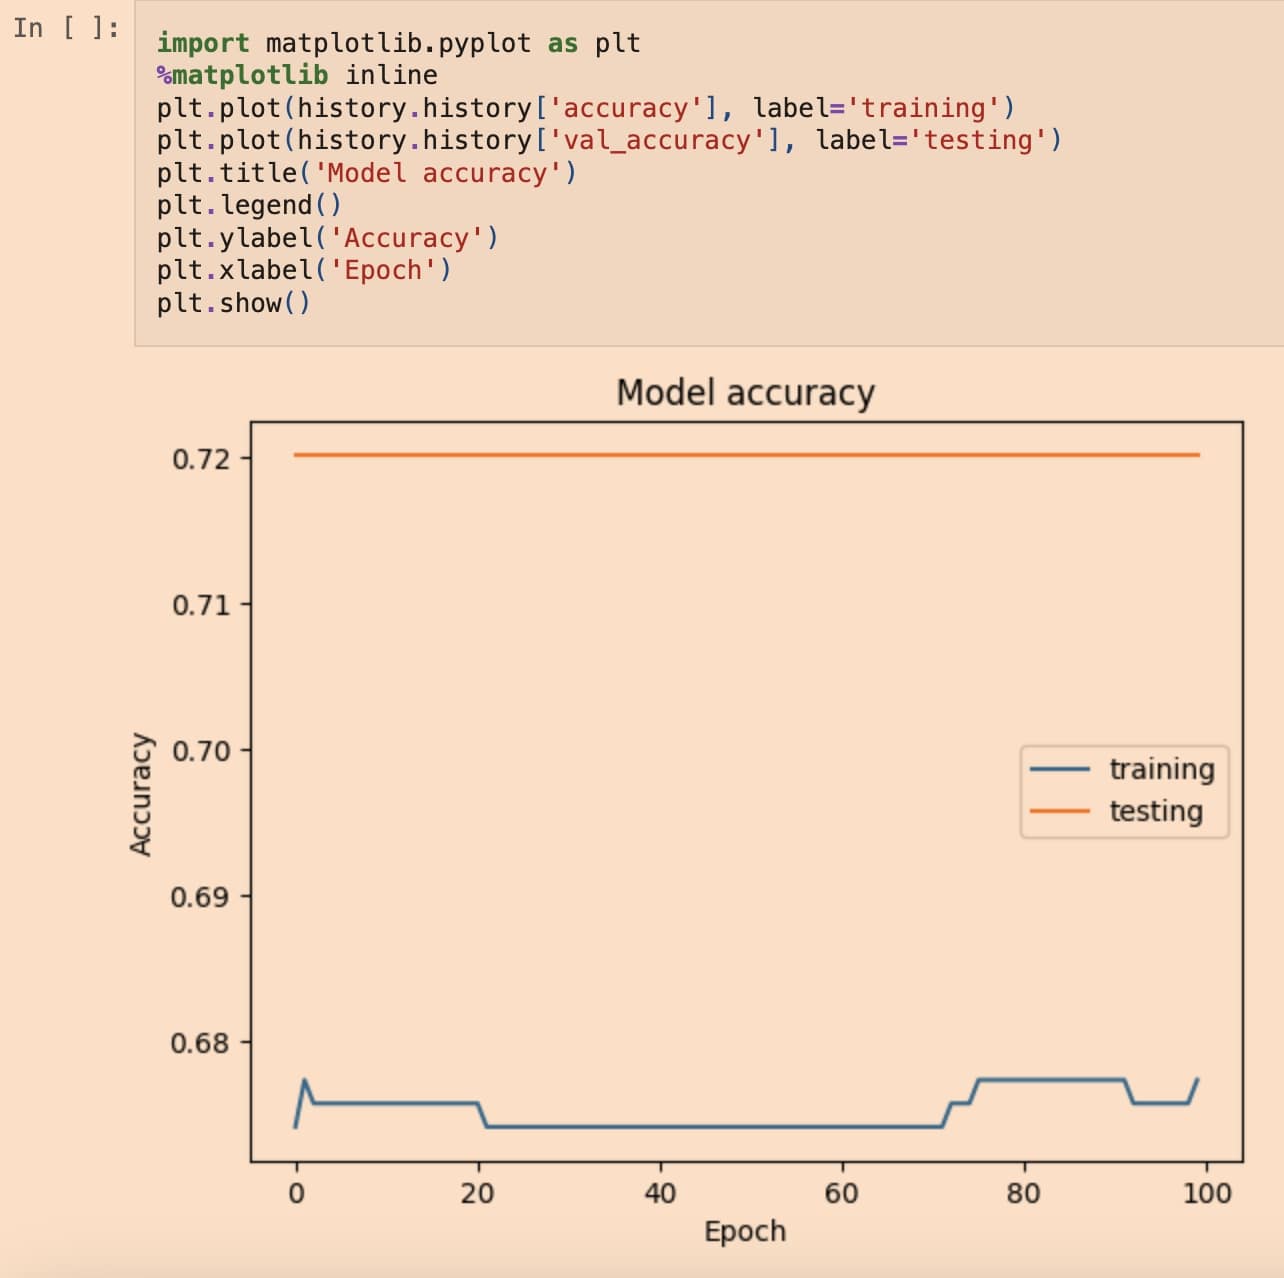 In [ ]:
import matplotlib.pyplot as plt
%matplotlib inline
plt.plot(history.history['accuracy'], label='training')
plt.plot(history.history['val_accuracy'], label='testing')
plt.title('Model accuracy')
plt.legend()
plt.ylabel('Accuracy')
plt.xlabel('Epoch')
plt.show()
Model accuracy
0.72
0.71
0.70
0.69
0.68
Accuracy
training
testing
0 20 40 60 80 100
Epoch